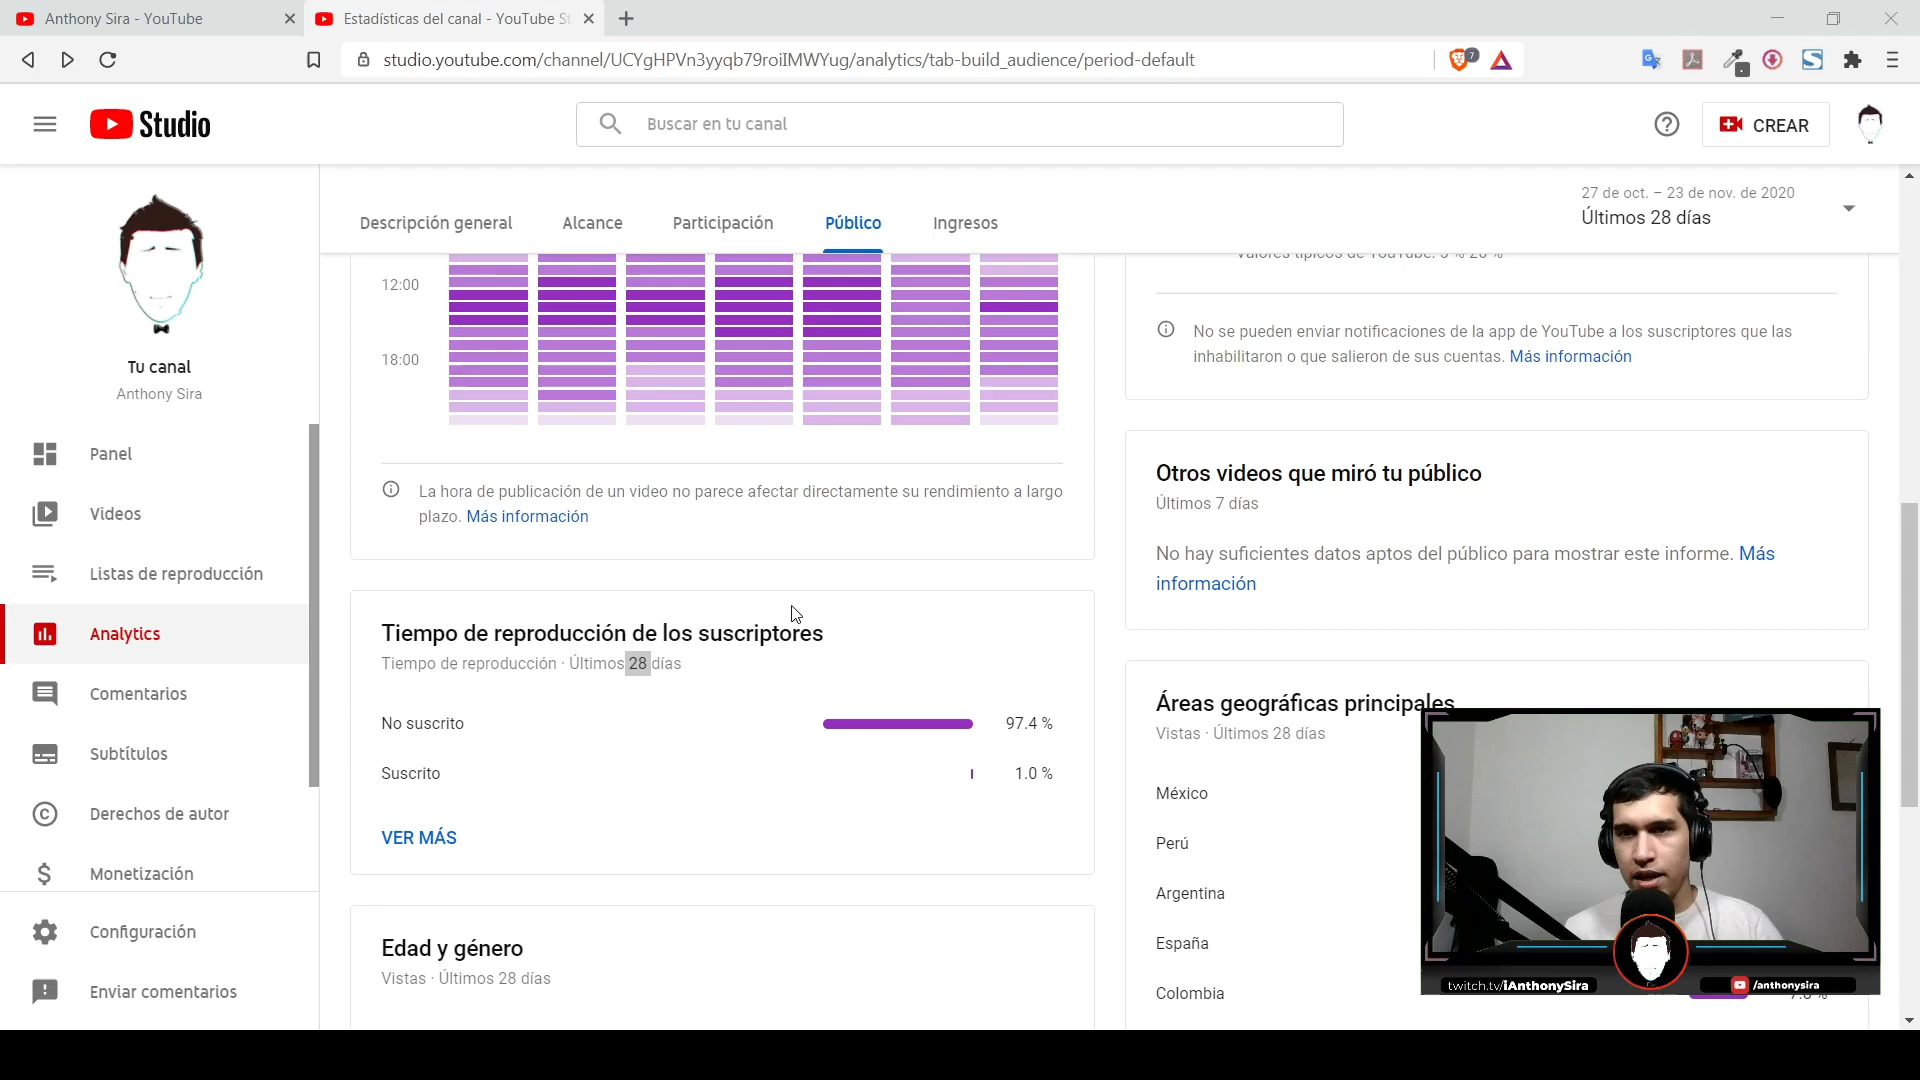 Anthony Sira - YouTube
Estadísticas del canal - YouTube St
studio.youtube.com/channel/UCYgHPVn3yyqb79roiIMWYug/analytics/tab-build_audience/period-default
7
Studio
Buscar en tu canal
CREAR
Tu canal
Anthony Sira
Panel
Videos
Listas de reproducción
Analytics
Comentarios
Subtítulos
Derechos de autor
Monetización
Configuración
Enviar comentarios
Descripción general
Alcance
Participación
Público
Ingresos
27 de oct. – 23 de nov. de 2020
Últimos 28 días
12:00
18:00
La hora de publicación de un video no parece afectar directamente su rendimiento a largo
plazo. Más información
Tiempo de reproducción de los suscriptores
Tiempo de reproducción · Últimos 28 días
No suscrito
97.4 %
Suscrito
1.0 %
VER MÁS
Edad y género
Vistas · Últimos 28 días
Valores típicos de YouTube:
No se pueden enviar notificaciones de la app de YouTube a los suscriptores que las
inhabilitaron o que salieron de sus cuentas. Más información
Otros videos que miró tu público
Últimos 7 días
No hay suficientes datos aptos del público para mostrar este informe. Más
información
Áreas geográficas principales
Vistas · Últimos 28 días
México
Perú
Argentina
España
Colombia
twitch.tv/iAnthonySira
/anthonysira